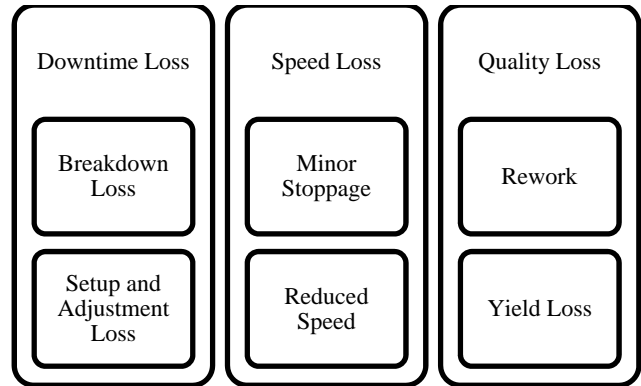 Downtime Loss
Breakdown
Loss
Setup and
Adjustment
Loss
Speed Loss
Minor
Stoppage
Reduced
Speed
Quality Loss
Rework
Yield Loss